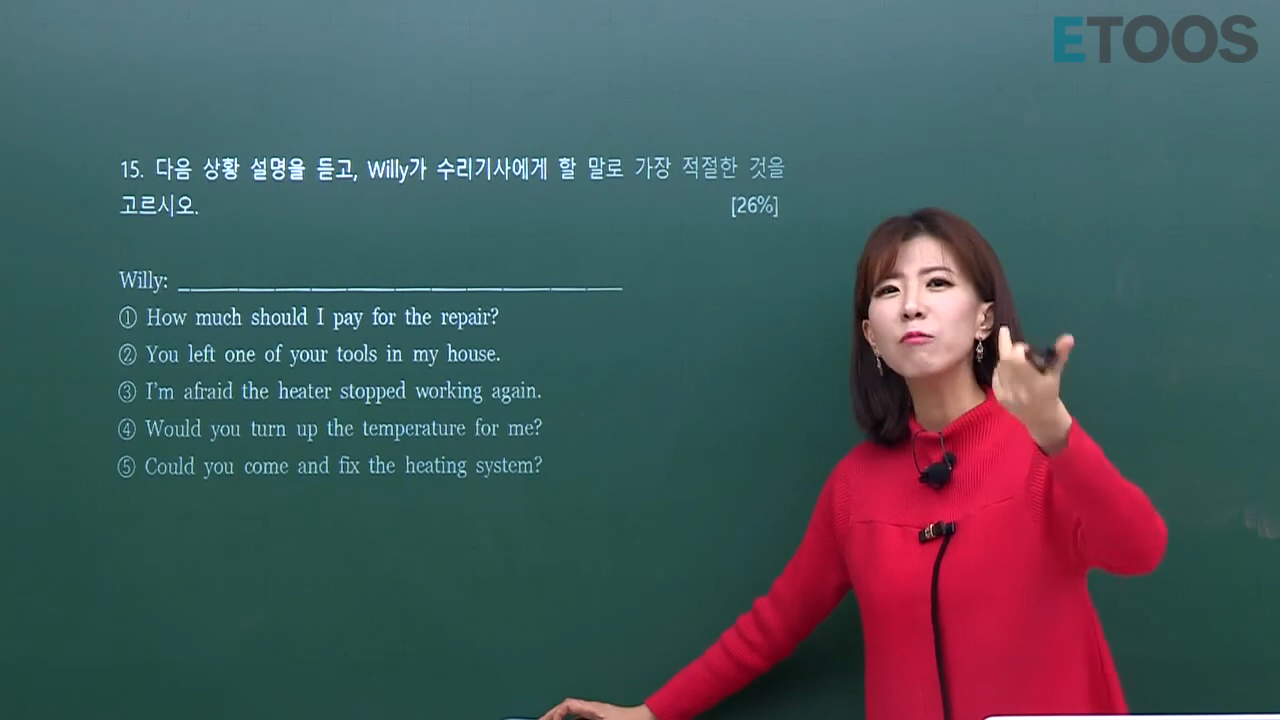 ETOOS
15. 다음 상황 설명을 듣고, Willy가 수리기사에게 할 말로 가장 적절한 것을
고르시오. [26%]
Willy: ______________________________
① How much should I pay for the repair?
② You left one of your tools in my house.
③ I'm afraid the heater stopped working again.
④ Would you turn up the temperature for me?
⑤ Could you come and fix the heating system?